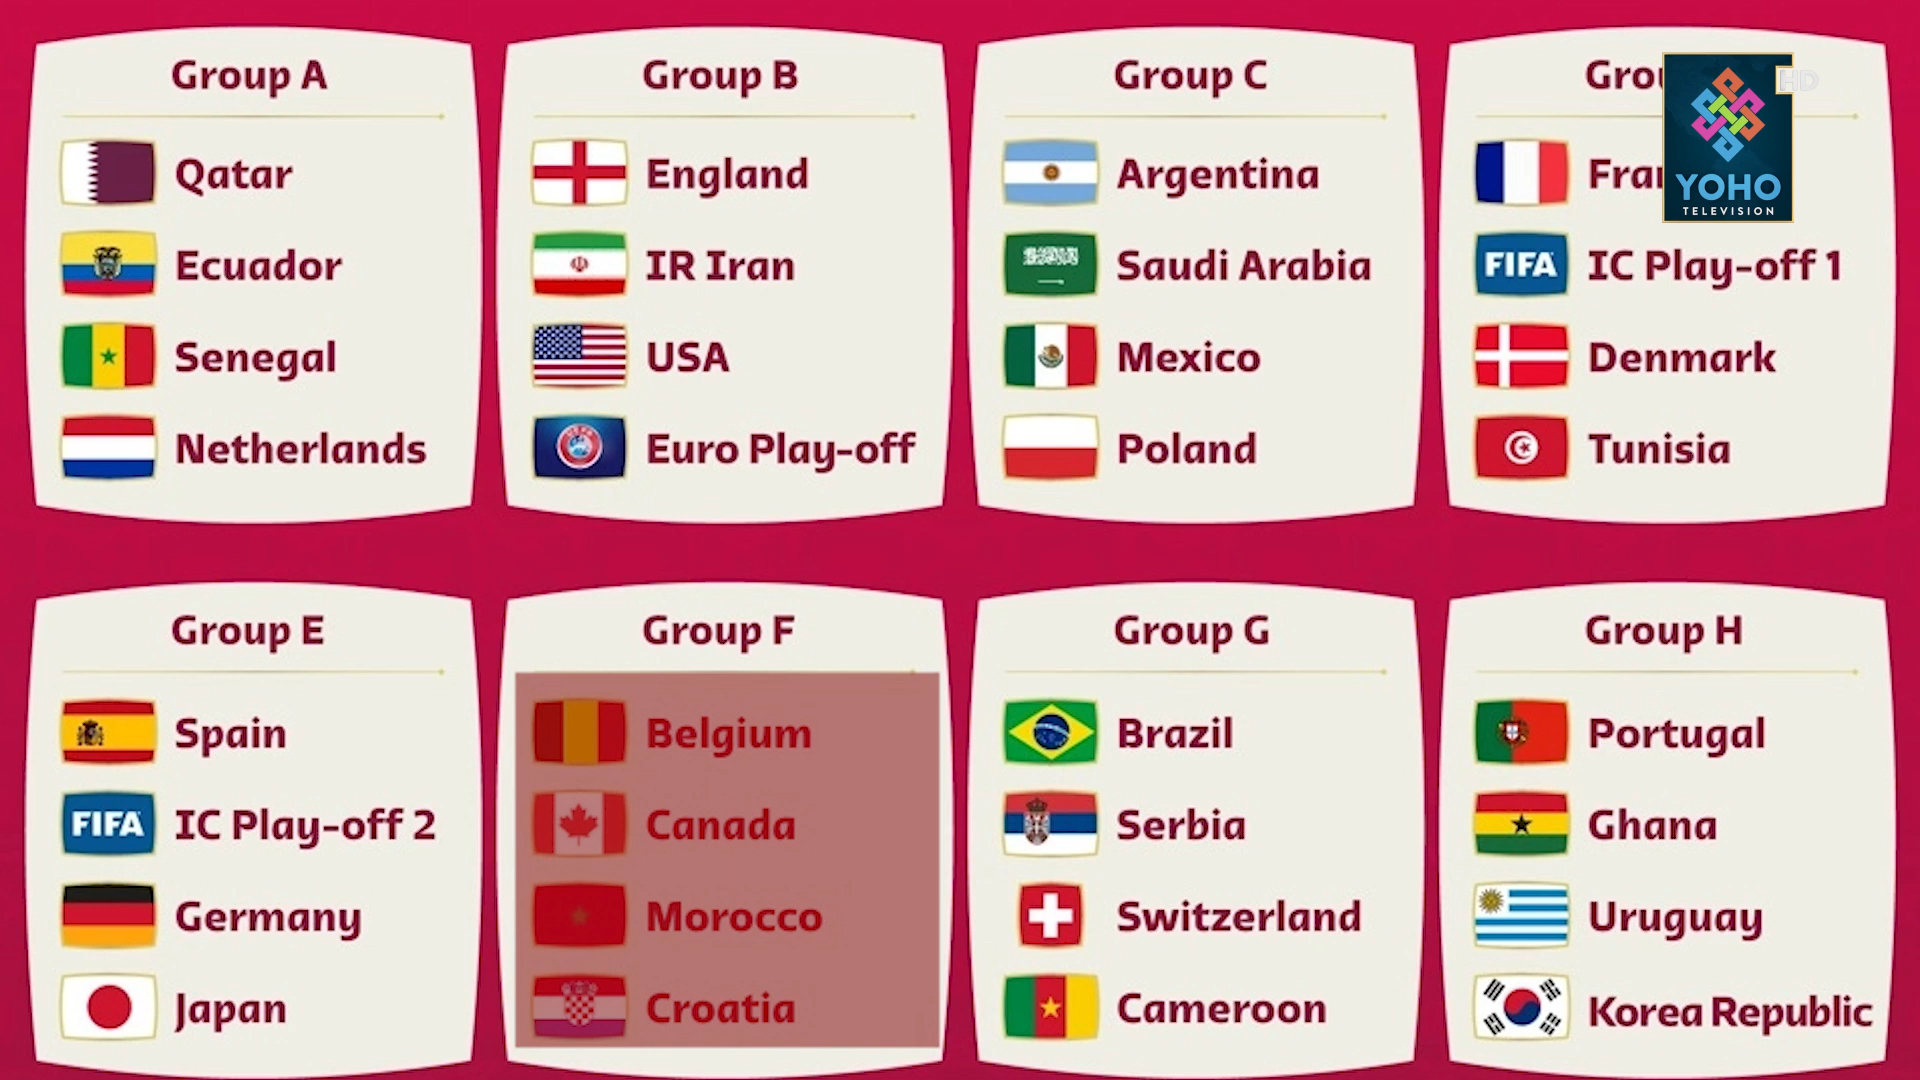 Group A
Qatar
Ecuador
Senegal
Netherlands
Group B
England
IR Iran
USA
Euro Play-off
Group C
Argentina
Saudi Arabia
Mexico
Poland
HD
YOHO
TELEVISION
FIFA
IC Play-off 1
Denmark
Tunisia
Group E
Spain
FIFA
IC Play-off 2
Germany
Japan
Group F
Belgium
Canada
Morocco
Croatia
Group G
Brazil
Serbia
Switzerland
Cameroon
Group H
Portugal
Ghana
Uruguay
Korea Republic